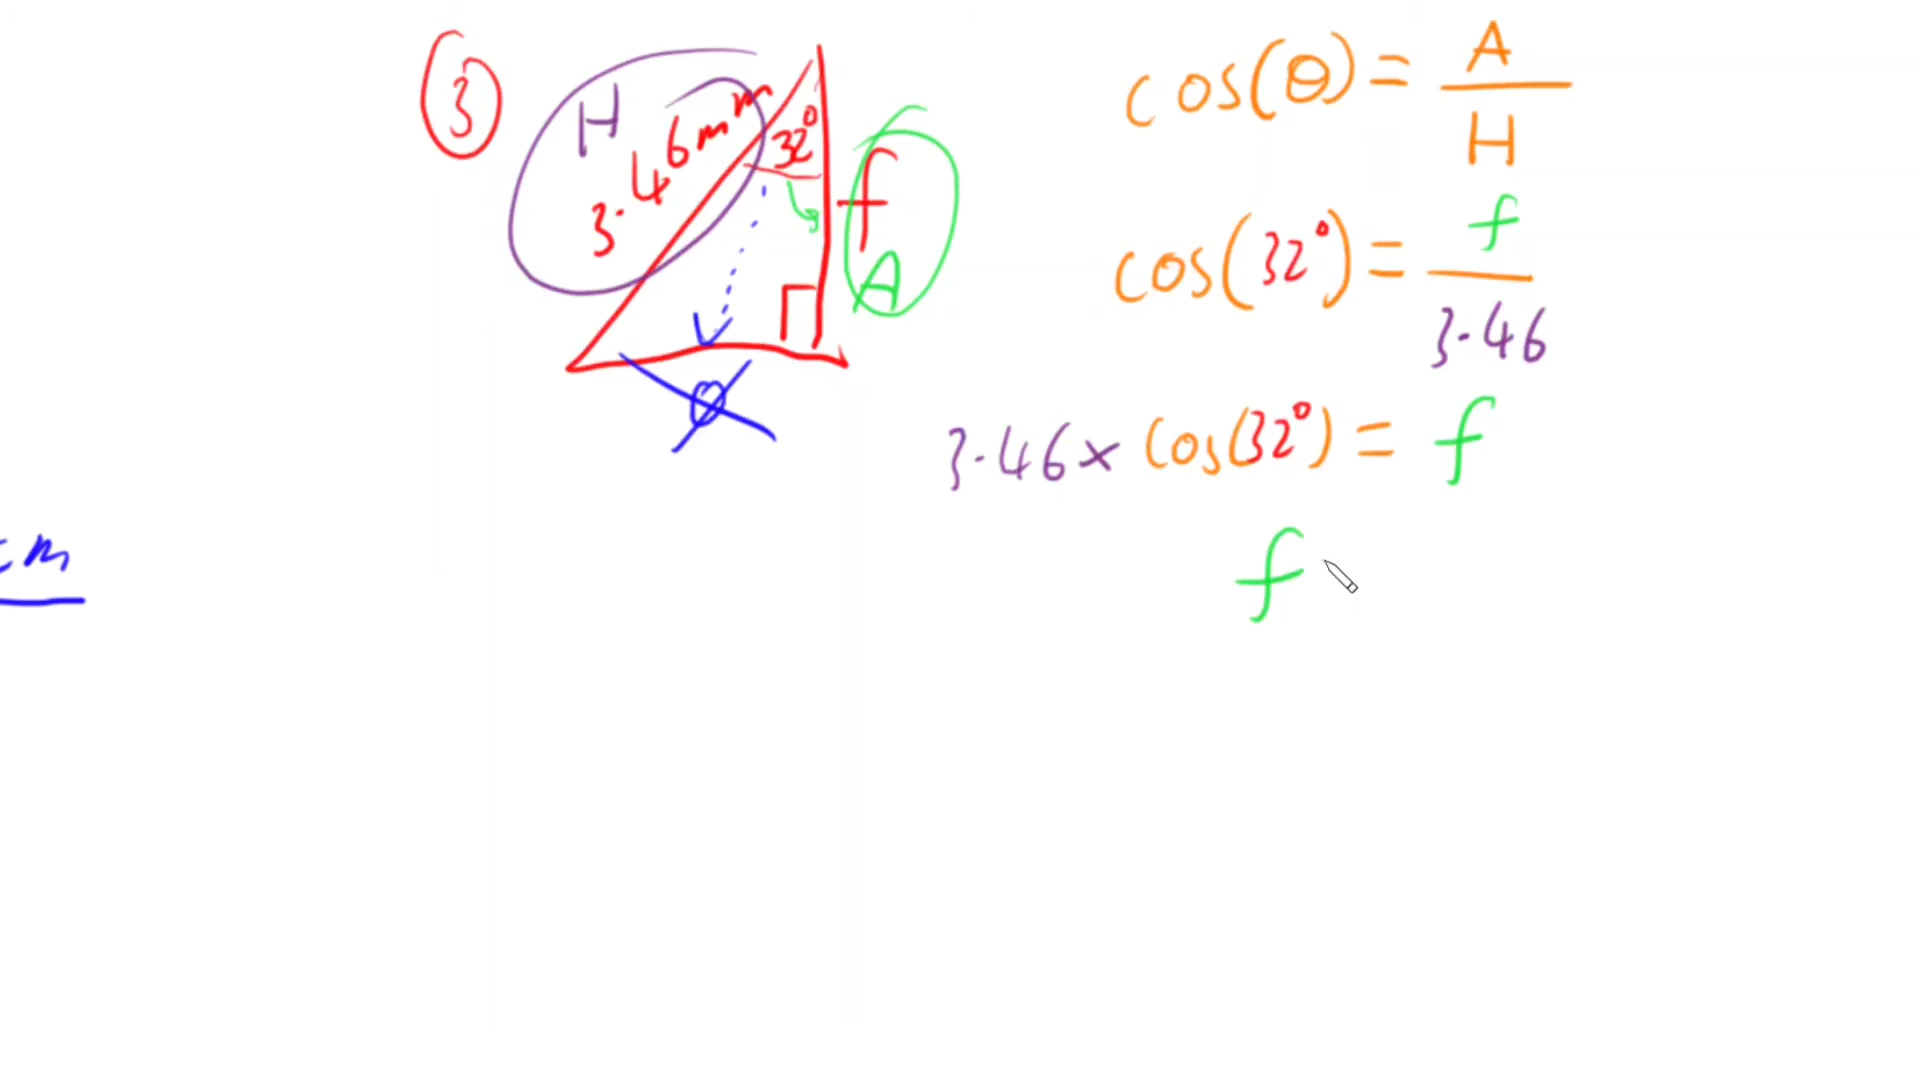 3
H
3.46mm
32°
f
A
O
cos(θ) = A/H
cos(32°) = f/3.46
3.46 × cos(32°) = f
f
cm